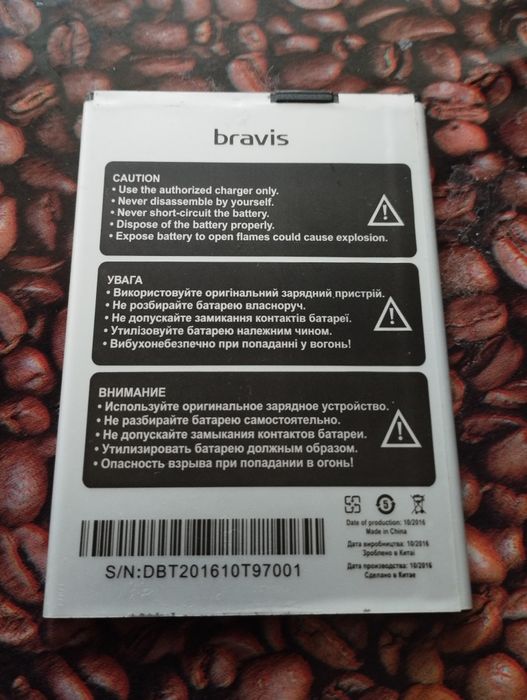 bravis
CAUTION
• Use the authorized charger only.
• Never disassemble by yourself.
• Never short-circuit the battery.
• Dispose of the battery properly.
• Expose battery to open flames could cause explosion.
УВАГА
• Використовуйте оригінальний зарядний пристрій.
• Не розбирайте батарею власноруч.
• Не допускайте замикання контактів батареї.
• Утилізовуйте батарею належним чином.
• Вибухонебезпечно при попаданні у вогонь!
ВНИМАНИЕ
• Используйте оригинальное зарядное устройство.
• Не разбирайте батарею самостоятельно.
• Не допускайте замыкания контактов батареи.
• Утилизировать батарею должным образом.
• Опасность взрыва при попадании в огонь!
5
Date of production: 10/2016
Made in China
Дата виробництва: 10/2016
Зроблено в Китаї
Дата производства: 10/2016
Сделано в Китае
S/N:DBT201610T97001